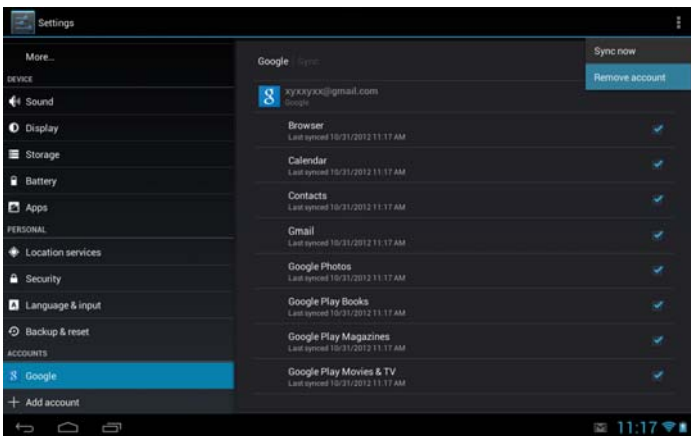 Settings
More...
DEVICE
Sound
Display
Storage
Battery
Apps
PERSONAL
Location services
Security
Language & input
Backup & reset
ACCOUNTS
Google
Add account
Google Sync
Sync now
Remove account
xyxxyxx@gmail.com
Google
Browser
Last synced 10/31/2012 11:17 AM
Calendar
Last synced 10/31/2012 11:17 AM
Contacts
Last synced 10/31/2012 11:17 AM
Gmail
Last synced 10/31/2012 11:17 AM
Google Photos
Last synced 10/31/2012 11:17 AM
Google Play Books
Last synced 10/31/2012 11:17 AM
Google Play Magazines
Last synced 10/31/2012 11:17 AM
Google Play Movies & TV
Last synced 10/31/2012 11:17 AM
11:17